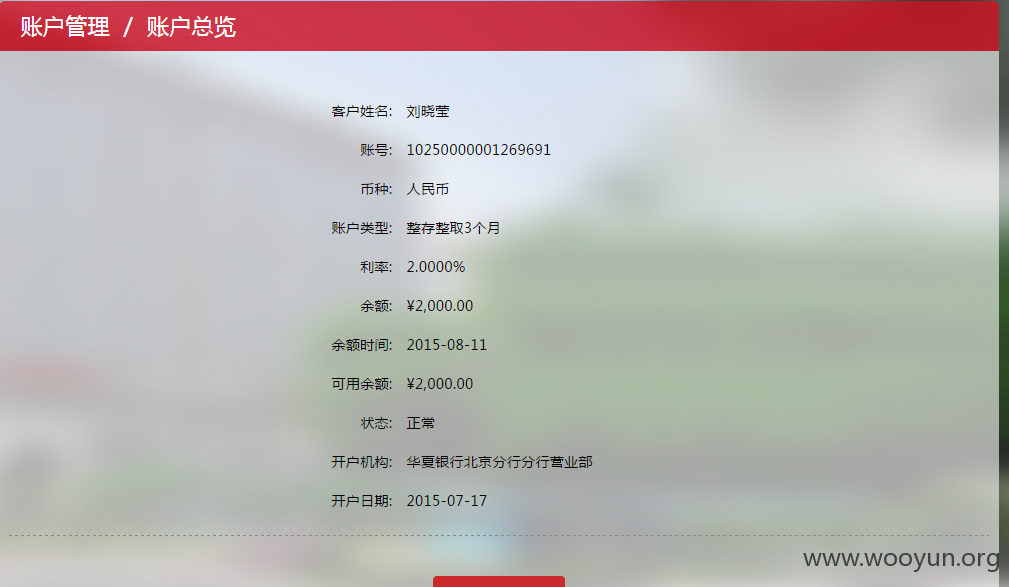 账户管理 / 账户总览
客户姓名: 刘晓莹
账号: 10250000001269691
币种: 人民币
账户类型: 整存整取3个月
利率: 2.0000%
余额: ¥2,000.00
余额时间: 2015-08-11
可用余额: ¥2,000.00
状态: 正常
开户机构: 华夏银行北京分行分行营业部
开户日期: 2015-07-17
www.wooyun.org